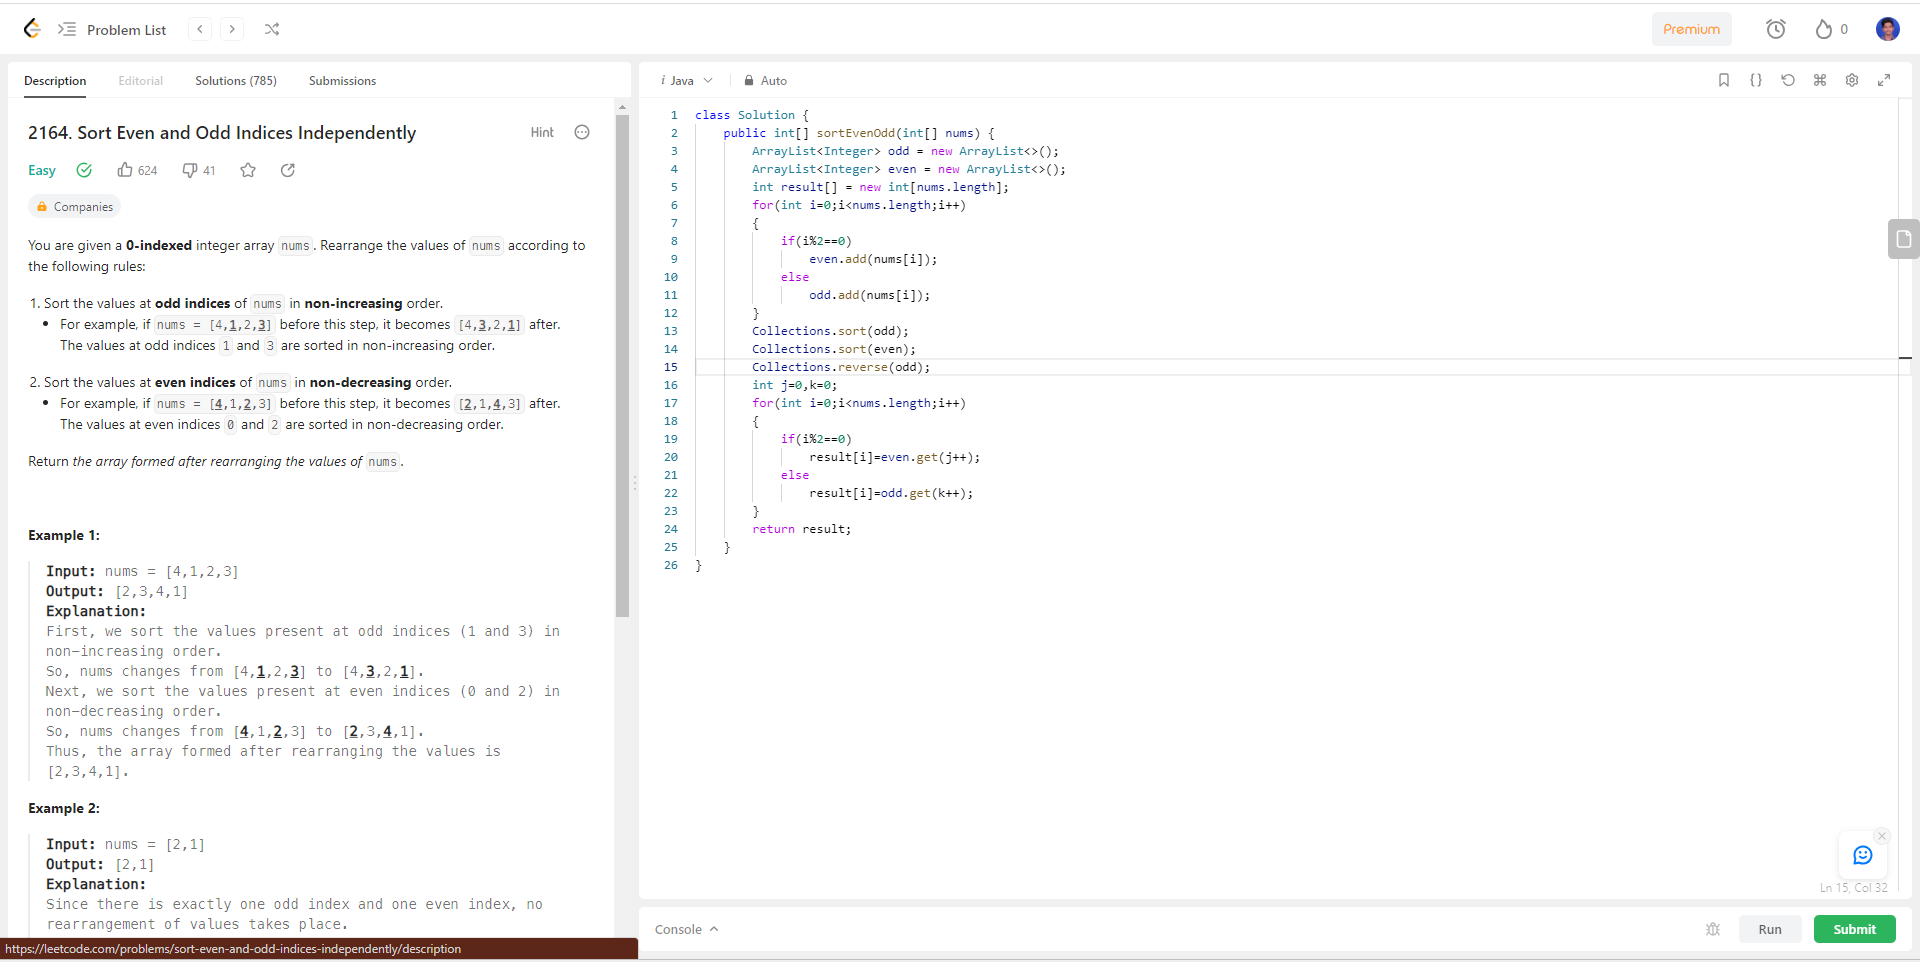 Problem List
Premium
0
Description Editorial Solutions (785) Submissions
2164. Sort Even and Odd Indices Independently
Hint
Easy 624 41
Companies
You are given a 0-indexed integer array nums. Rearrange the values of nums according to
the following rules:
1. Sort the values at odd indices of nums in non-increasing order.
• For example, if nums = [4,1,2,3] before this step, it becomes [4,3,2,1] after.
The values at odd indices 1 and 3 are sorted in non-increasing order.
2. Sort the values at even indices of nums in non-decreasing order.
• For example, if nums = [4,1,2,3] before this step, it becomes [2,1,4,3] after.
The values at even indices 0 and 2 are sorted in non-decreasing order.
Return the array formed after rearranging the values of nums.
Example 1:
Input: nums = [4,1,2,3]
Output: [2,3,4,1]
Explanation:
First, we sort the values present at odd indices (1 and 3) in
non-increasing order.
So, nums changes from [4,1,2,3] to [4,3,2,1].
Next, we sort the values present at even indices (0 and 2) in
non-decreasing order.
So, nums changes from [4,1,2,3] to [2,3,4,1].
Thus, the array formed after rearranging the values is
[2,3,4,1].
Example 2:
Input: nums = [2,1]
Output: [2,1]
Explanation:
Since there is exactly one odd index and one even index, no
rearrangement of values takes place.
https://leetcode.com/problems/sort-even-and-odd-indices-independently/description
i Java Auto
{}
1 class Solution {
2 public int[] sortEvenOdd(int[] nums) {
3 ArrayList<Integer> odd = new ArrayList<>();
4 ArrayList<Integer> even = new ArrayList<>();
5 int result[] = new int[nums.length];
6 for(int i=0;i<nums.length;i++)
7 {
8 if(i%2==0)
9 even.add(nums[i]);
10 else
11 odd.add(nums[i]);
12 }
13 Collections.sort(odd);
14 Collections.sort(even);
15 Collections.reverse(odd);
16 int j=0,k=0;
17 for(int i=0;i<nums.length;i++)
18 {
19 if(i%2==0)
20 result[i]=even.get(j++);
21 else
22 result[i]=odd.get(k++);
23 }
24 return result;
25 }
26 }
Ln 15, Col 32
Console
Run
Submit